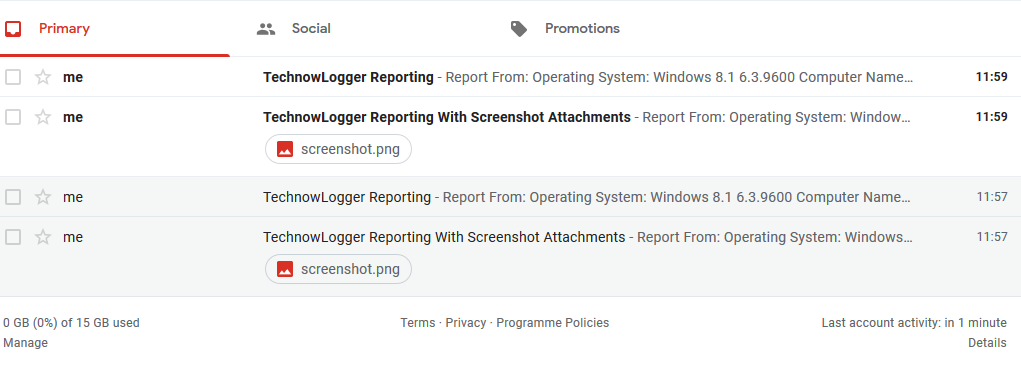 Primary Social Promotions
me TechnowLogger Reporting - Report From: Operating System: Windows 8.1 6.3.9600 Computer Name… 11:59
me TechnowLogger Reporting With Screenshot Attachments - Report From: Operating System: Window… 11:59
screenshot.png
me TechnowLogger Reporting - Report From: Operating System: Windows 8.1 6.3.9600 Computer Name… 11:57
me TechnowLogger Reporting With Screenshot Attachments - Report From: Operating System: Windows… 11:57
screenshot.png
0 GB (0%) of 15 GB used Terms · Privacy · Programme Policies Last account activity: in 1 minute
Manage Details